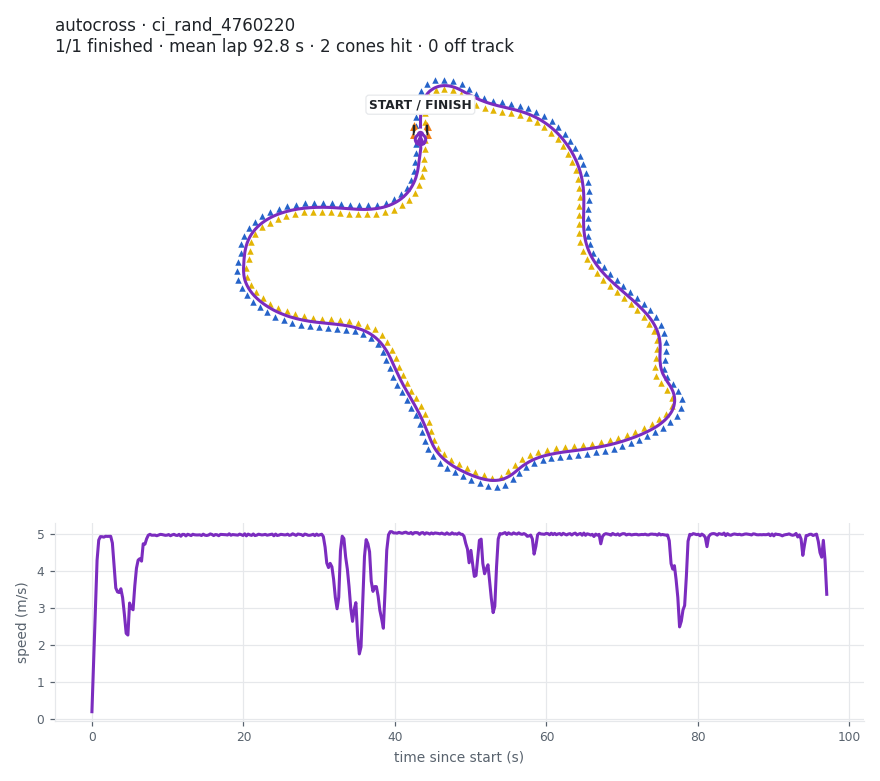 autocross · ci_rand_4760220
1/1 finished · mean lap 92.8 s · 2 cones hit · 0 off track
START / FINISH
5
4
3
2
1
0
speed (m/s)
0 20 40 60 80 100
time since start (s)